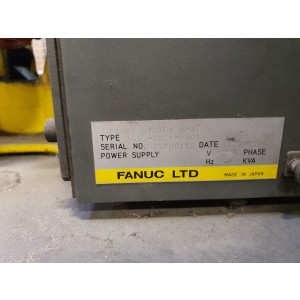 TYPE
SERIAL NO. DATE
POWER SUPPLY V PHASE
Hz KVA
FANUC LTD MADE IN JAPAN